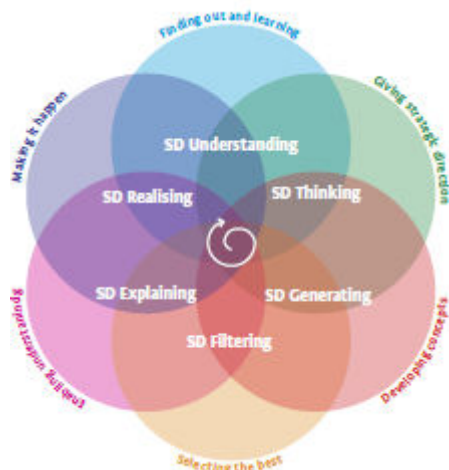 Finding out and learning
Giving strategic direction
Making it happen
SD Understanding
SD Realising
SD Thinking
SD Explaining
SD Generating
SD Filtering
Enabling understanding
Developing concepts
Selecting the best